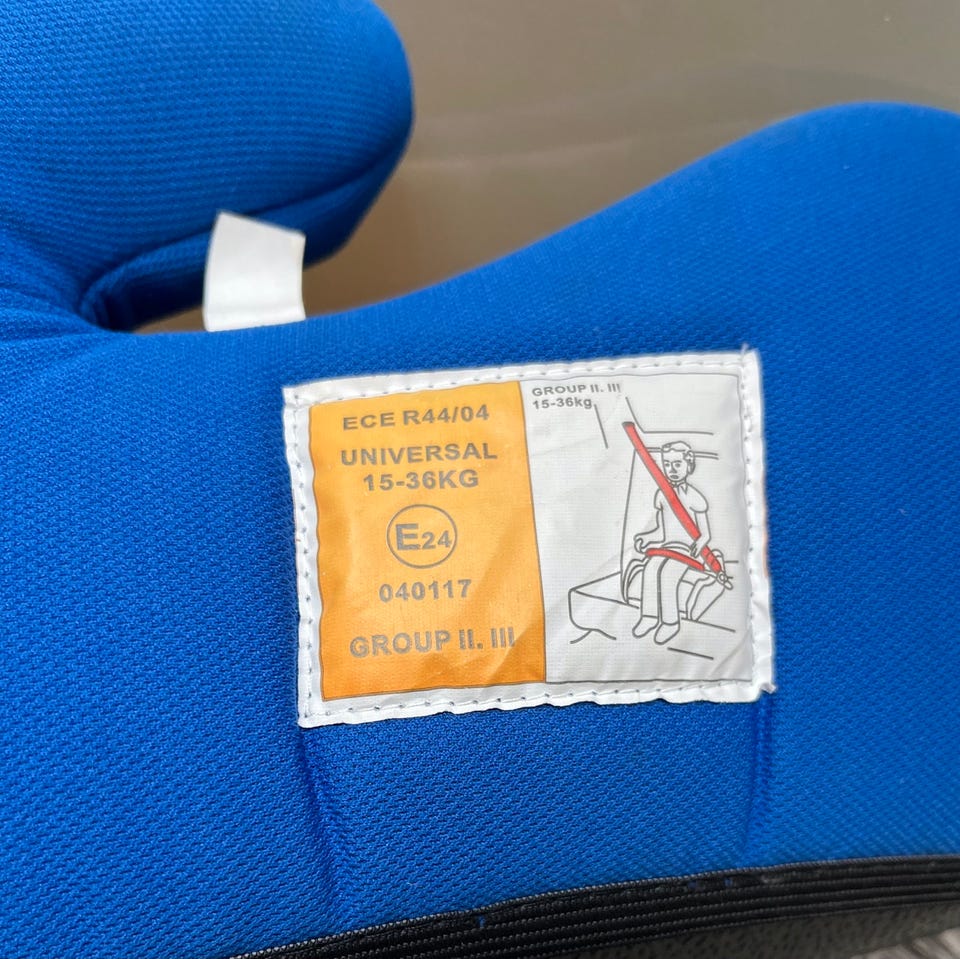 ECE R44/04
UNIVERSAL
15-36KG
E24
040117
GROUP II. III
GROUP II. III
15-36kg